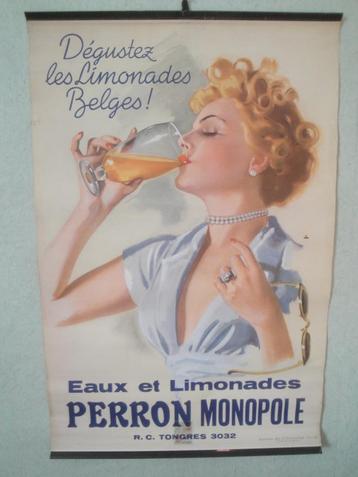 Dégustez
les Limonades
Belges!
Eaux et Limonades
PERRON MONOPOLE
R. C. TONGRES 3032